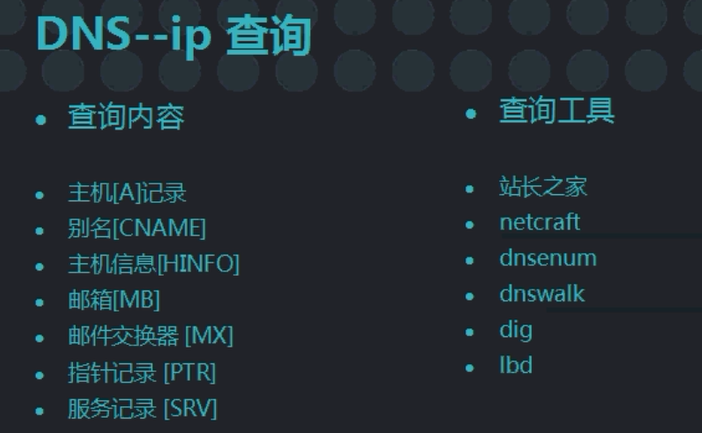 DNS--ip 查询
查询内容
主机[A]记录
别名[CNAME]
主机信息[HINFO]
邮箱[MB]
邮件交换器 [MX]
指针记录 [PTR]
服务记录 [SRV]
查询工具
站长之家
netcraft
dnsenum
dnswalk
dig
lbd